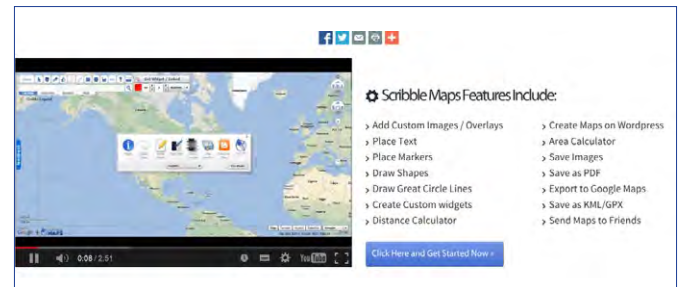 Scribble Maps Features Include:
Add Custom Images / Overlays
Place Text
Place Markers
Draw Shapes
Draw Great Circle Lines
Create Custom widgets
Distance Calculator
Create Maps on Wordpress
Area Calculator
Save Images
Save as PDF
Export to Google Maps
Save as KML/GPX
Send Maps to Friends
Click Here and Get Started Now »
0:08 / 2:51
YouTube